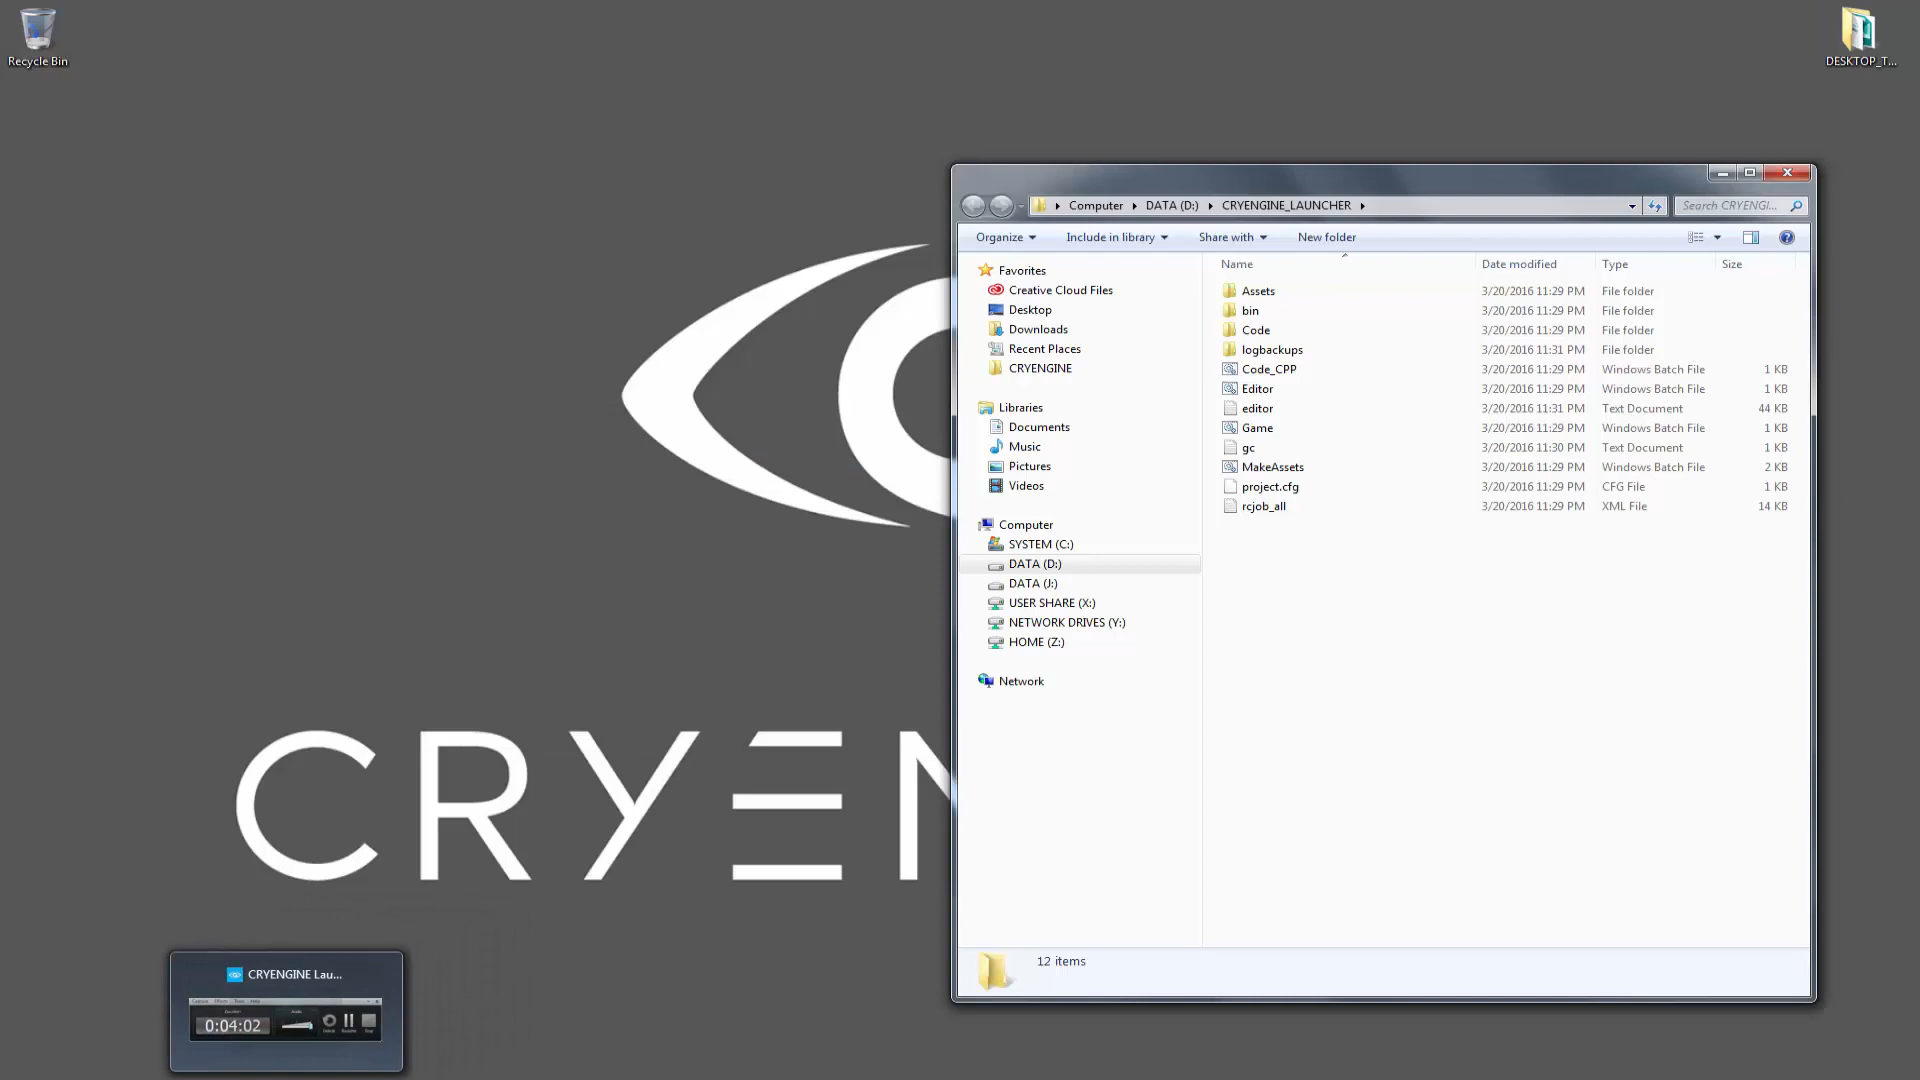 Recycle Bin
DESKTOP_T...
Computer DATA (D:) CRYENGINE_LAUNCHER
Search CRYENGI...
Organize Include in library Share with New folder
Favorites
Creative Cloud Files
Desktop
Downloads
Recent Places
CRYENGINE
Libraries
Documents
Music
Pictures
Videos
Computer
SYSTEM (C:)
DATA (D:)
DATA (J:)
USER SHARE (X:)
NETWORK DRIVES (Y:)
HOME (Z:)
Network
Name Date modified Type Size
Assets 3/20/2016 11:29 PM File folder
bin 3/20/2016 11:29 PM File folder
Code 3/20/2016 11:29 PM File folder
logbackups 3/20/2016 11:31 PM File folder
Code_CPP 3/20/2016 11:29 PM Windows Batch File 1 KB
Editor 3/20/2016 11:29 PM Windows Batch File 1 KB
editor 3/20/2016 11:31 PM Text Document 44 KB
Game 3/20/2016 11:29 PM Windows Batch File 1 KB
gc 3/20/2016 11:30 PM Text Document 1 KB
MakeAssets 3/20/2016 11:29 PM Windows Batch File 2 KB
project.cfg 3/20/2016 11:29 PM CFG File 1 KB
rcjob_all 3/20/2016 11:29 PM XML File 14 KB
12 items
CRYEN
CRYENGINE Lau...
Capture Effects Tools Help
Duration Audio
0:04:02
Delete Resume Stop